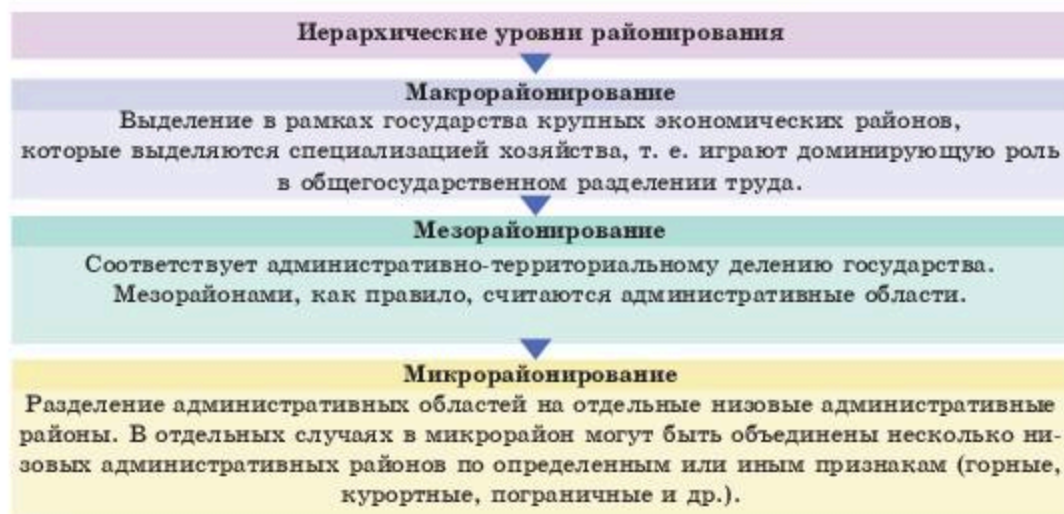 Иерархические уровни районирования
Макрорайонирование
Выделение в рамках государства крупных экономических районов,
которые выделяются специализацией хозяйства, т. е. играют доминирующую роль
в общегосударственном разделении труда.
Мезорайонирование
Соответствует административно-территориальному делению государства.
Мезорайонами, как правило, считаются административные области.
Микрорайонирование
Разделение административных областей на отдельные низовые административные
районы. В отдельных случаях в микрорайон могут быть объединены несколько ни-
зовых административных районов по определенным или иным признакам (горные,
курортные, пограничные и др.).